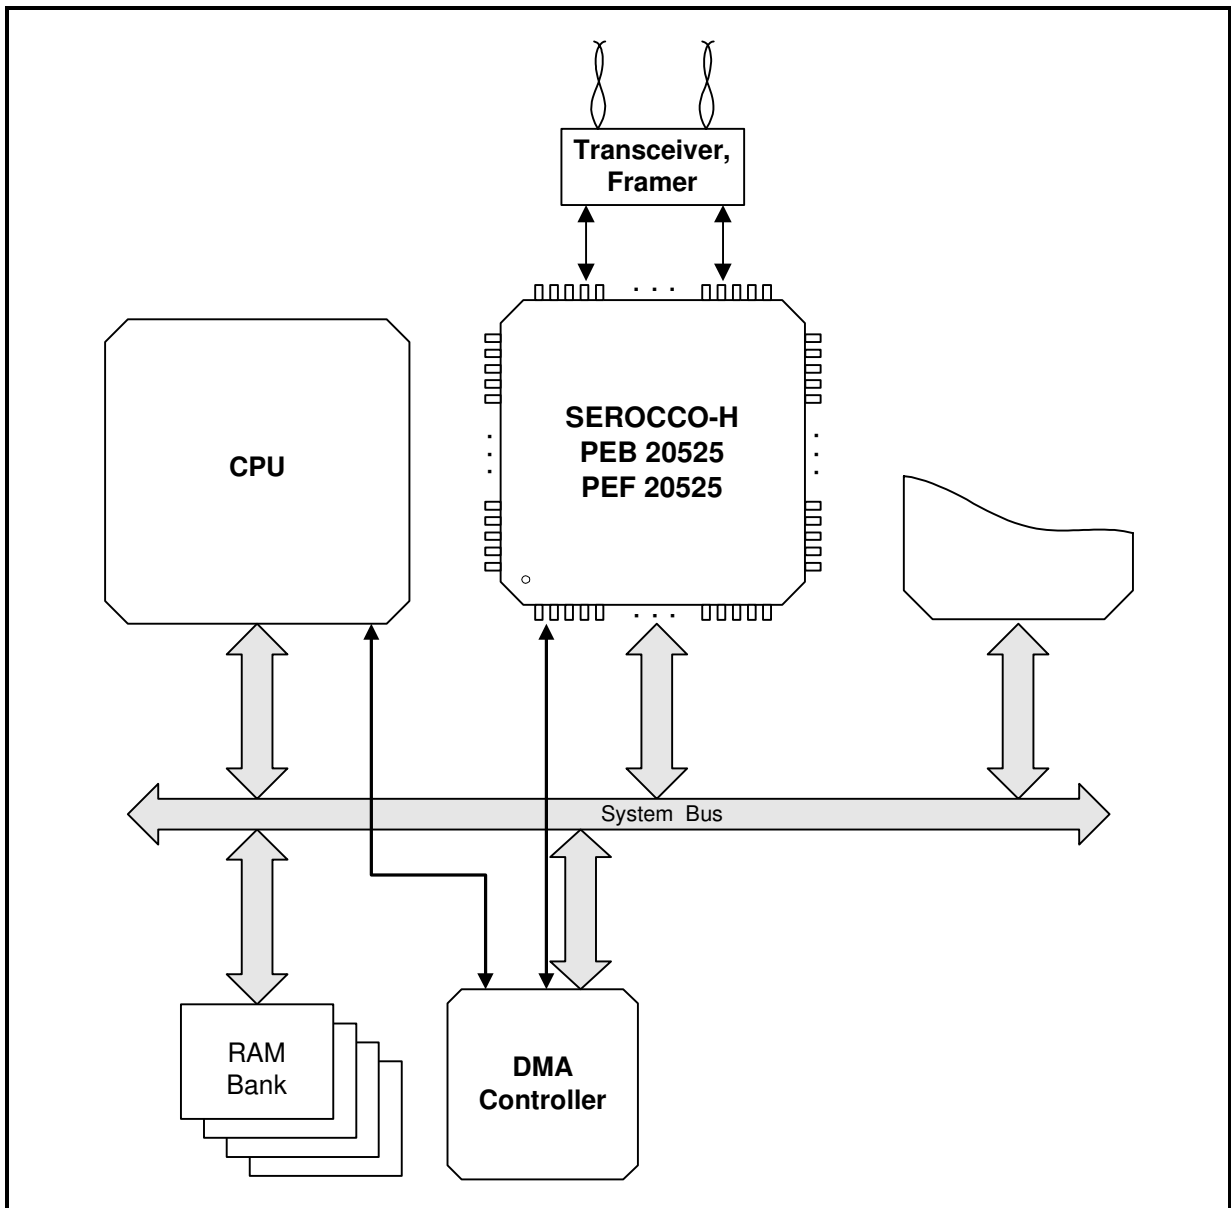 Transceiver,
Framer
SEROCCO-H
PEB 20525
PEF 20525
CPU
System Bus
RAM
Bank
DMA
Controller